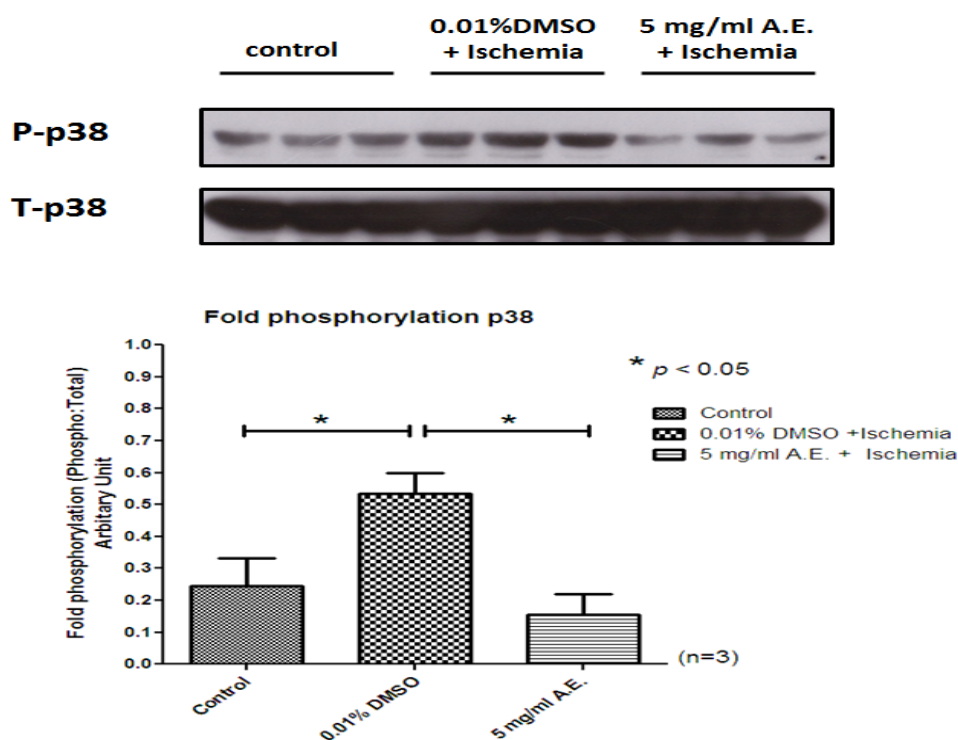 control
0.01%DMSO
+ Ischemia
5 mg/ml A.E.
+ Ischemia
P-p38
T-p38
Fold phosphorylation p38
Fold phosphorylation (Phospho:Total)
Arbitary Unit
1.0
0.9
0.8
0.7
0.6
0.5
0.4
0.3
0.2
0.1
0.0
* p < 0.05
Control
0.01% DMSO +Ischemia
5 mg/ml A.E. + Ischemia
*
*
(n=3)
Control
0.01% DMSO
5 mg/ml A.E.